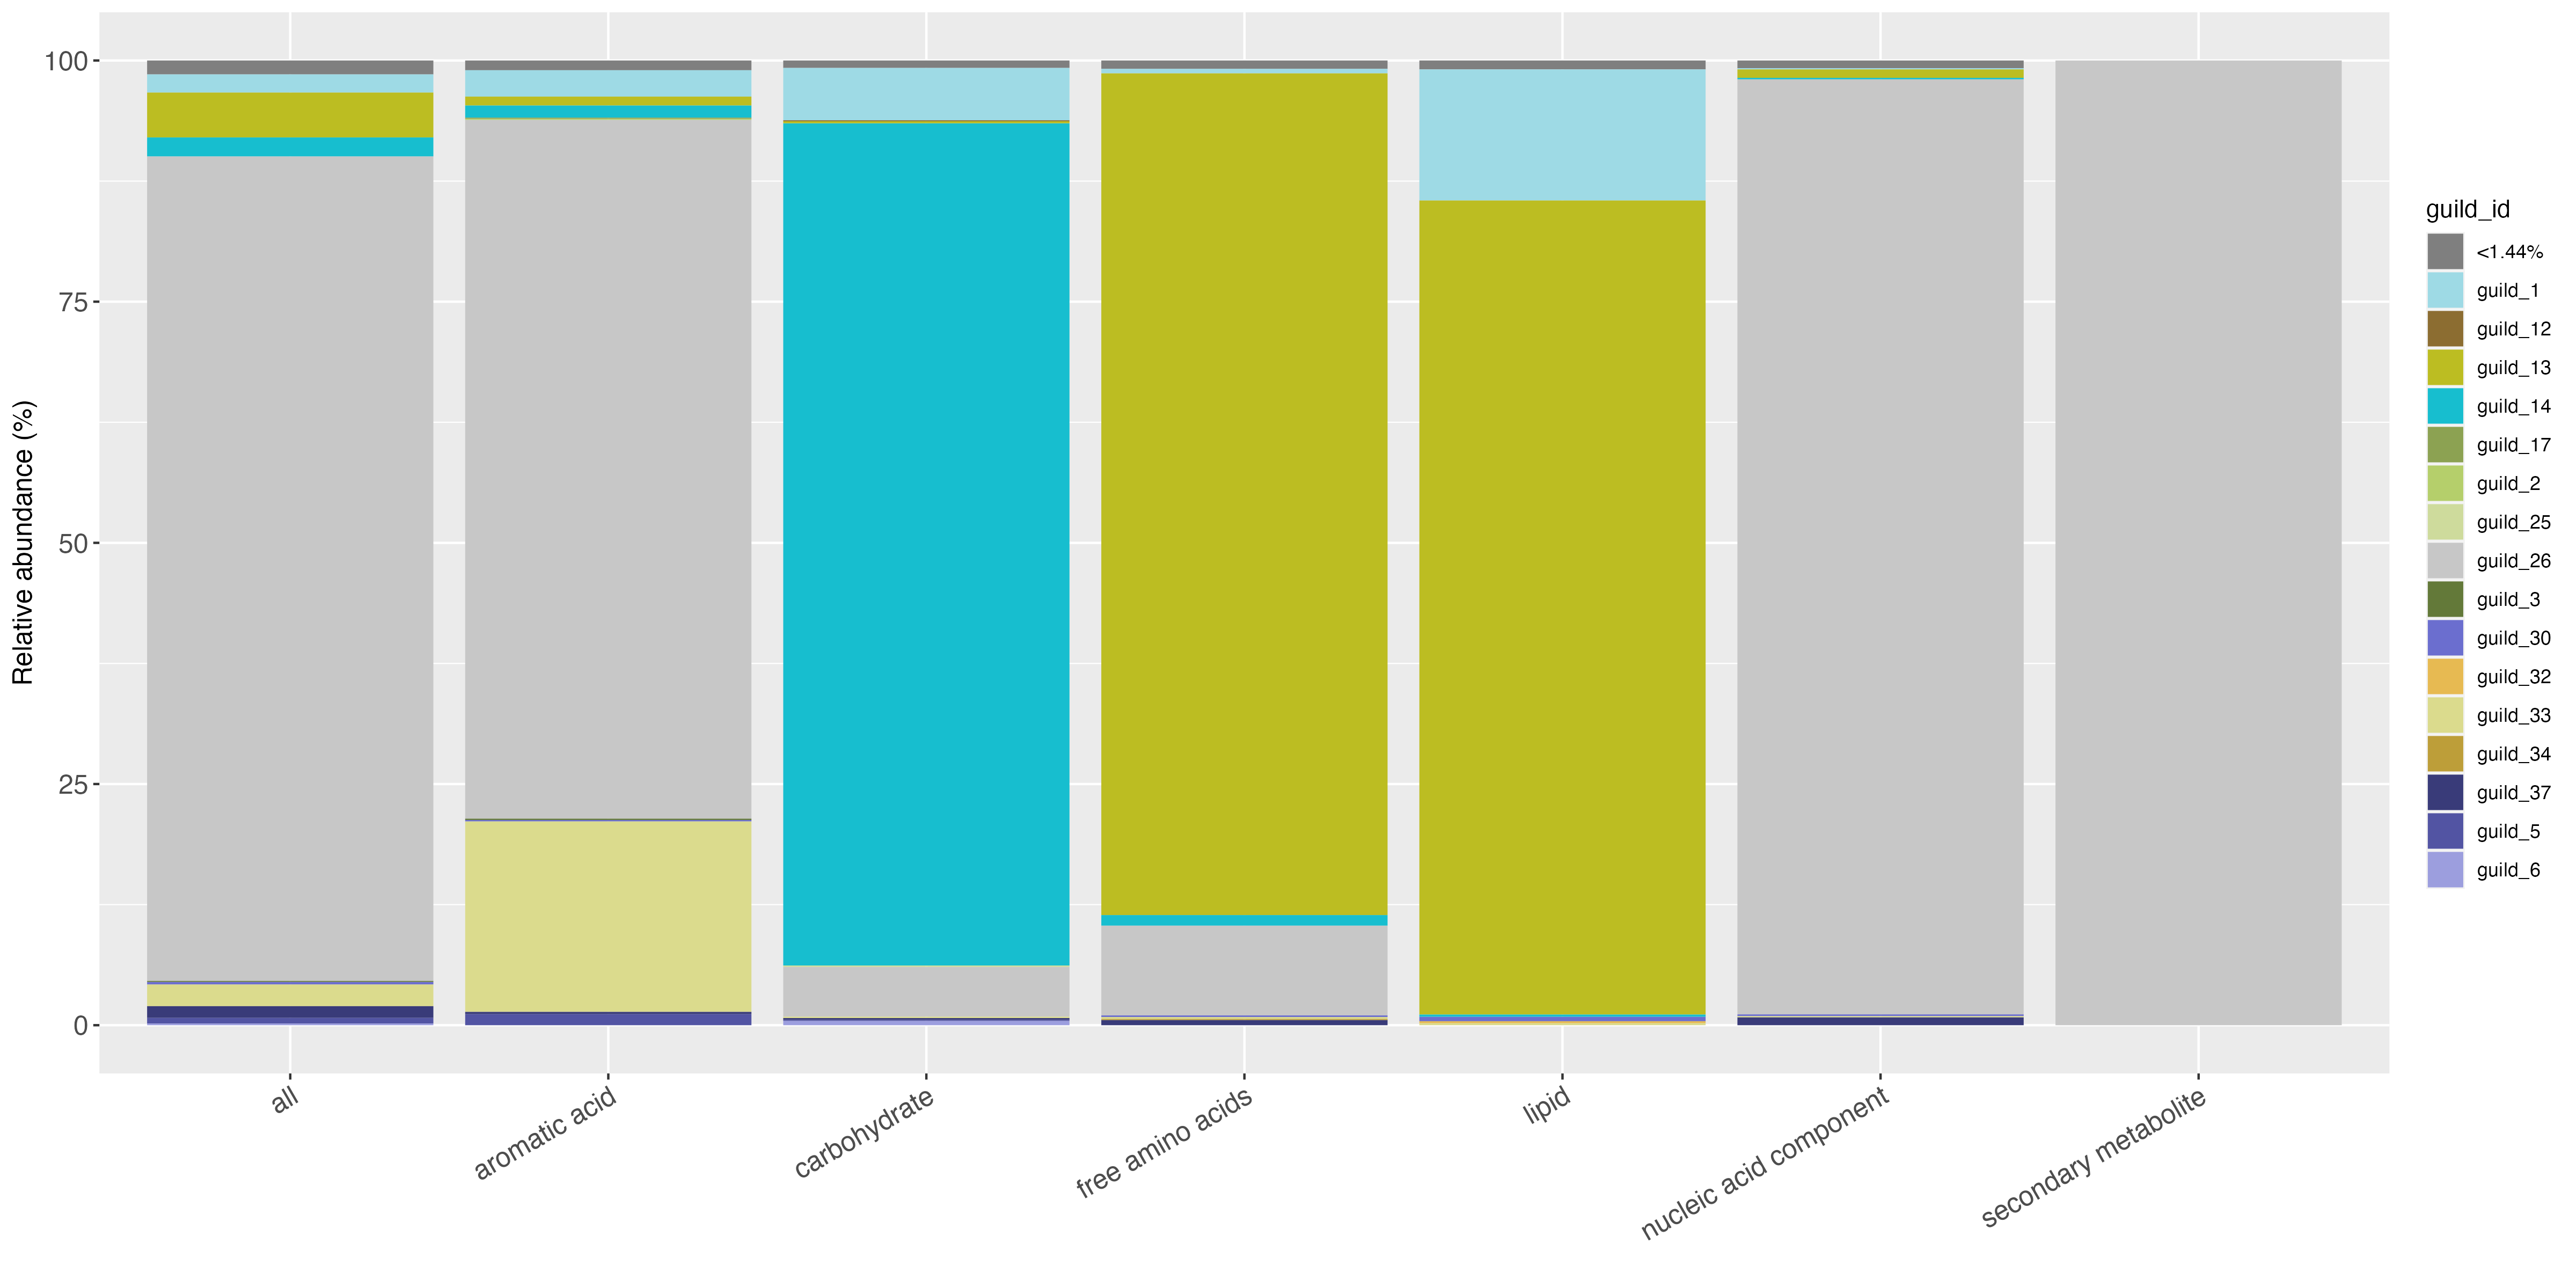 Relative abundance (%)
100
75
50
25
0
all
aromatic acid
carbohydrate
free amino acids
lipid
nucleic acid component
secondary metabolite
guild_id
<1.44%
guild_1
guild_12
guild_13
guild_14
guild_17
guild_2
guild_25
guild_26
guild_3
guild_30
guild_32
guild_33
guild_34
guild_37
guild_5
guild_6